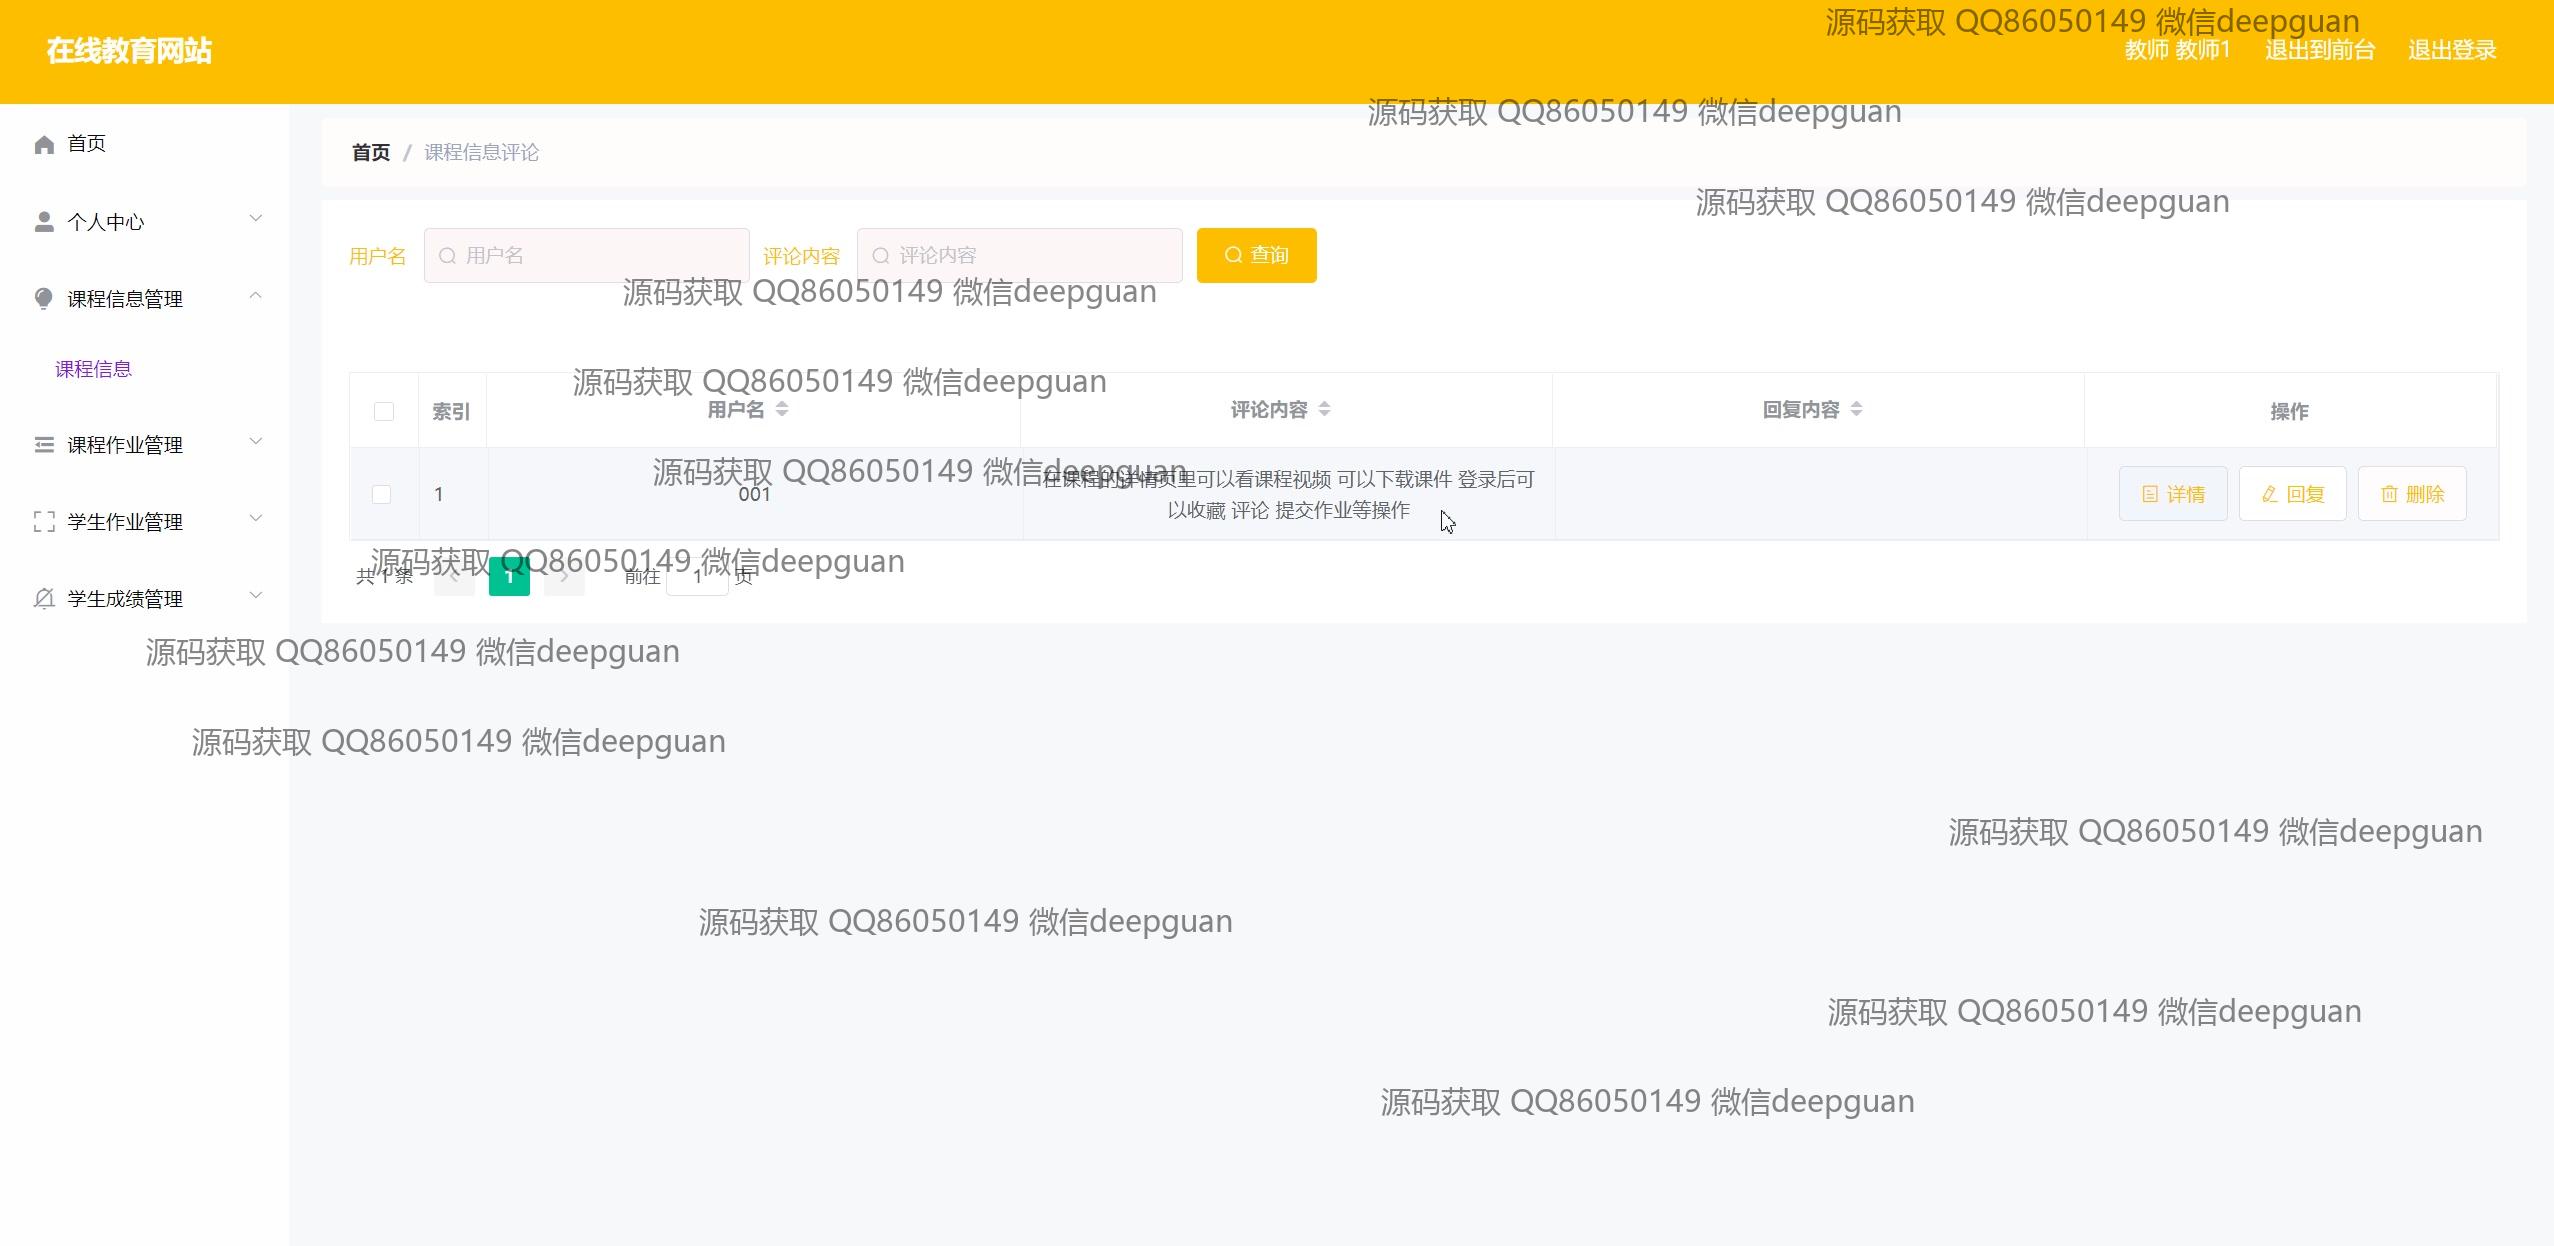 源码获取 QQ86050149 微信deepguan
在线教育网站
教师 教师1 退出到前台 退出登录
源码获取 QQ86050149 微信deepguan
首页
首页 / 课程信息评论
源码获取 QQ86050149 微信deepguan
个人中心
用户名 用户名 评论内容 评论内容 查询
源码获取 QQ86050149 微信deepguan
课程信息管理
课程信息
源码获取 QQ86050149 微信deepguan
索引 用户名 评论内容 回复内容 操作
课程作业管理
源码获取 QQ86050149 微信deepguan
在课程的详情页里可以看课程视频 可以下载课件 登录后可
1 001 详情 回复 删除
以收藏 评论 提交作业等操作
学生作业管理
源码获取 QQ86050149 微信deepguan
共 1 条 1 前往 1 页
学生成绩管理
源码获取 QQ86050149 微信deepguan
源码获取 QQ86050149 微信deepguan
源码获取 QQ86050149 微信deepguan
源码获取 QQ86050149 微信deepguan
源码获取 QQ86050149 微信deepguan
源码获取 QQ86050149 微信deepguan